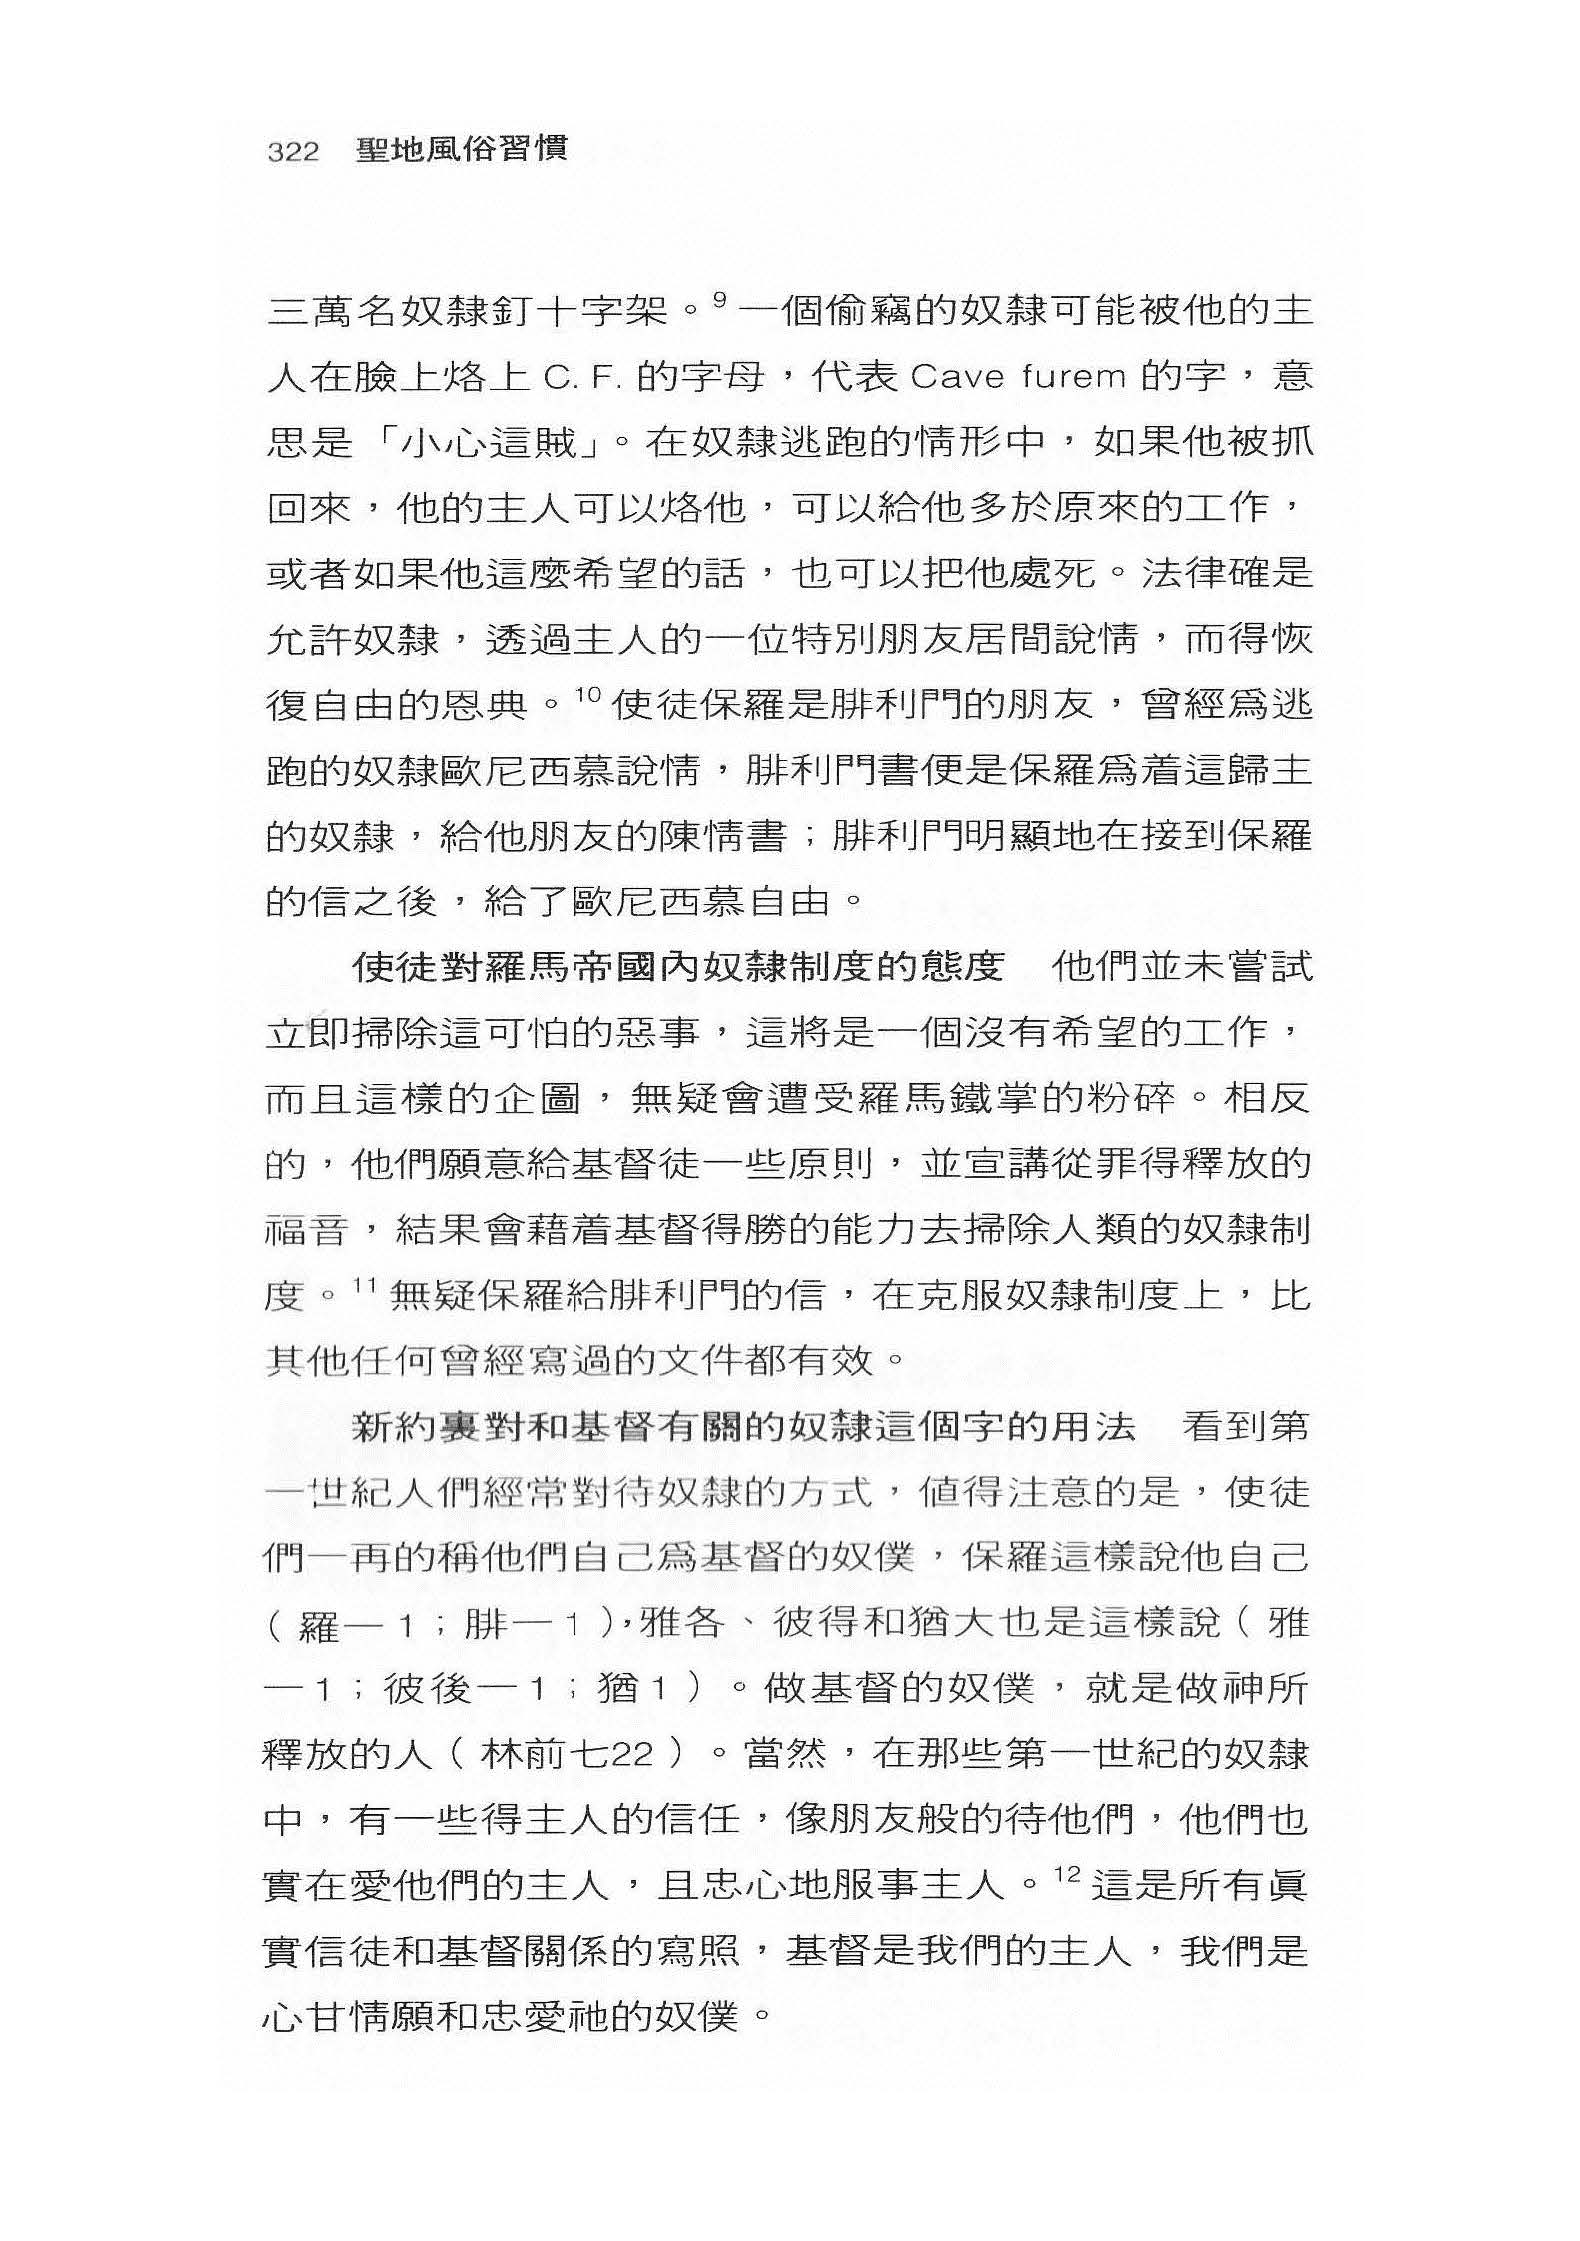 322 聖地風俗習慣
三萬名奴隸釘十字架。9 一個偷竊的奴隸可能被他的主
人在臉上烙上 C. F. 的字母，代表 Cave furem 的字，意
思是「小心這賊」。在奴隸逃跑的情形中，如果他被抓
回來，他的主人可以烙他，可以給他多於原來的工作，
或者如果他這麼希望的話，也可以把他處死。法律確是
允許奴隸，透過主人的一位特別朋友居間說情，而得恢
復自由的恩典。10 使徒保羅是腓利門的朋友，曾經爲逃
跑的奴隸歐尼西慕說情，腓利門書便是保羅爲着這歸主
的奴隸，給他朋友的陳情書；腓利門明顯地在接到保羅
的信之後，給了歐尼西慕自由。
使徒對羅馬帝國內奴隸制度的態度　他們並未嘗試
立即掃除這可怕的惡事，這將是一個沒有希望的工作，
而且這樣的企圖，無疑會遭受羅馬鐵掌的粉碎。相反
的，他們願意給基督徒一些原則，並宣講從罪得釋放的
福音，結果會藉着基督得勝的能力去掃除人類的奴隸制
度。11 無疑保羅給腓利門的信，在克服奴隸制度上，比
其他任何曾經寫過的文件都有效。
新約裏對和基督有關的奴隸這個字的用法　看到第
一世紀人們經常對待奴隸的方式，値得注意的是，使徒
們一再的稱他們自己爲基督的奴僕，保羅這樣說他自己
（羅一 1；腓一 1），雅各、彼得和猶大也是這樣說（雅
一 1；彼後一 1；猶 1）。做基督的奴僕，就是做神所
釋放的人（林前七22）。當然，在那些第一世紀的奴隸
中，有一些得主人的信任，像朋友般的待他們，他們也
實在愛他們的主人，且忠心地服事主人。12 這是所有眞
實信徒和基督關係的寫照，基督是我們的主人，我們是
心甘情願和忠愛祂的奴僕。